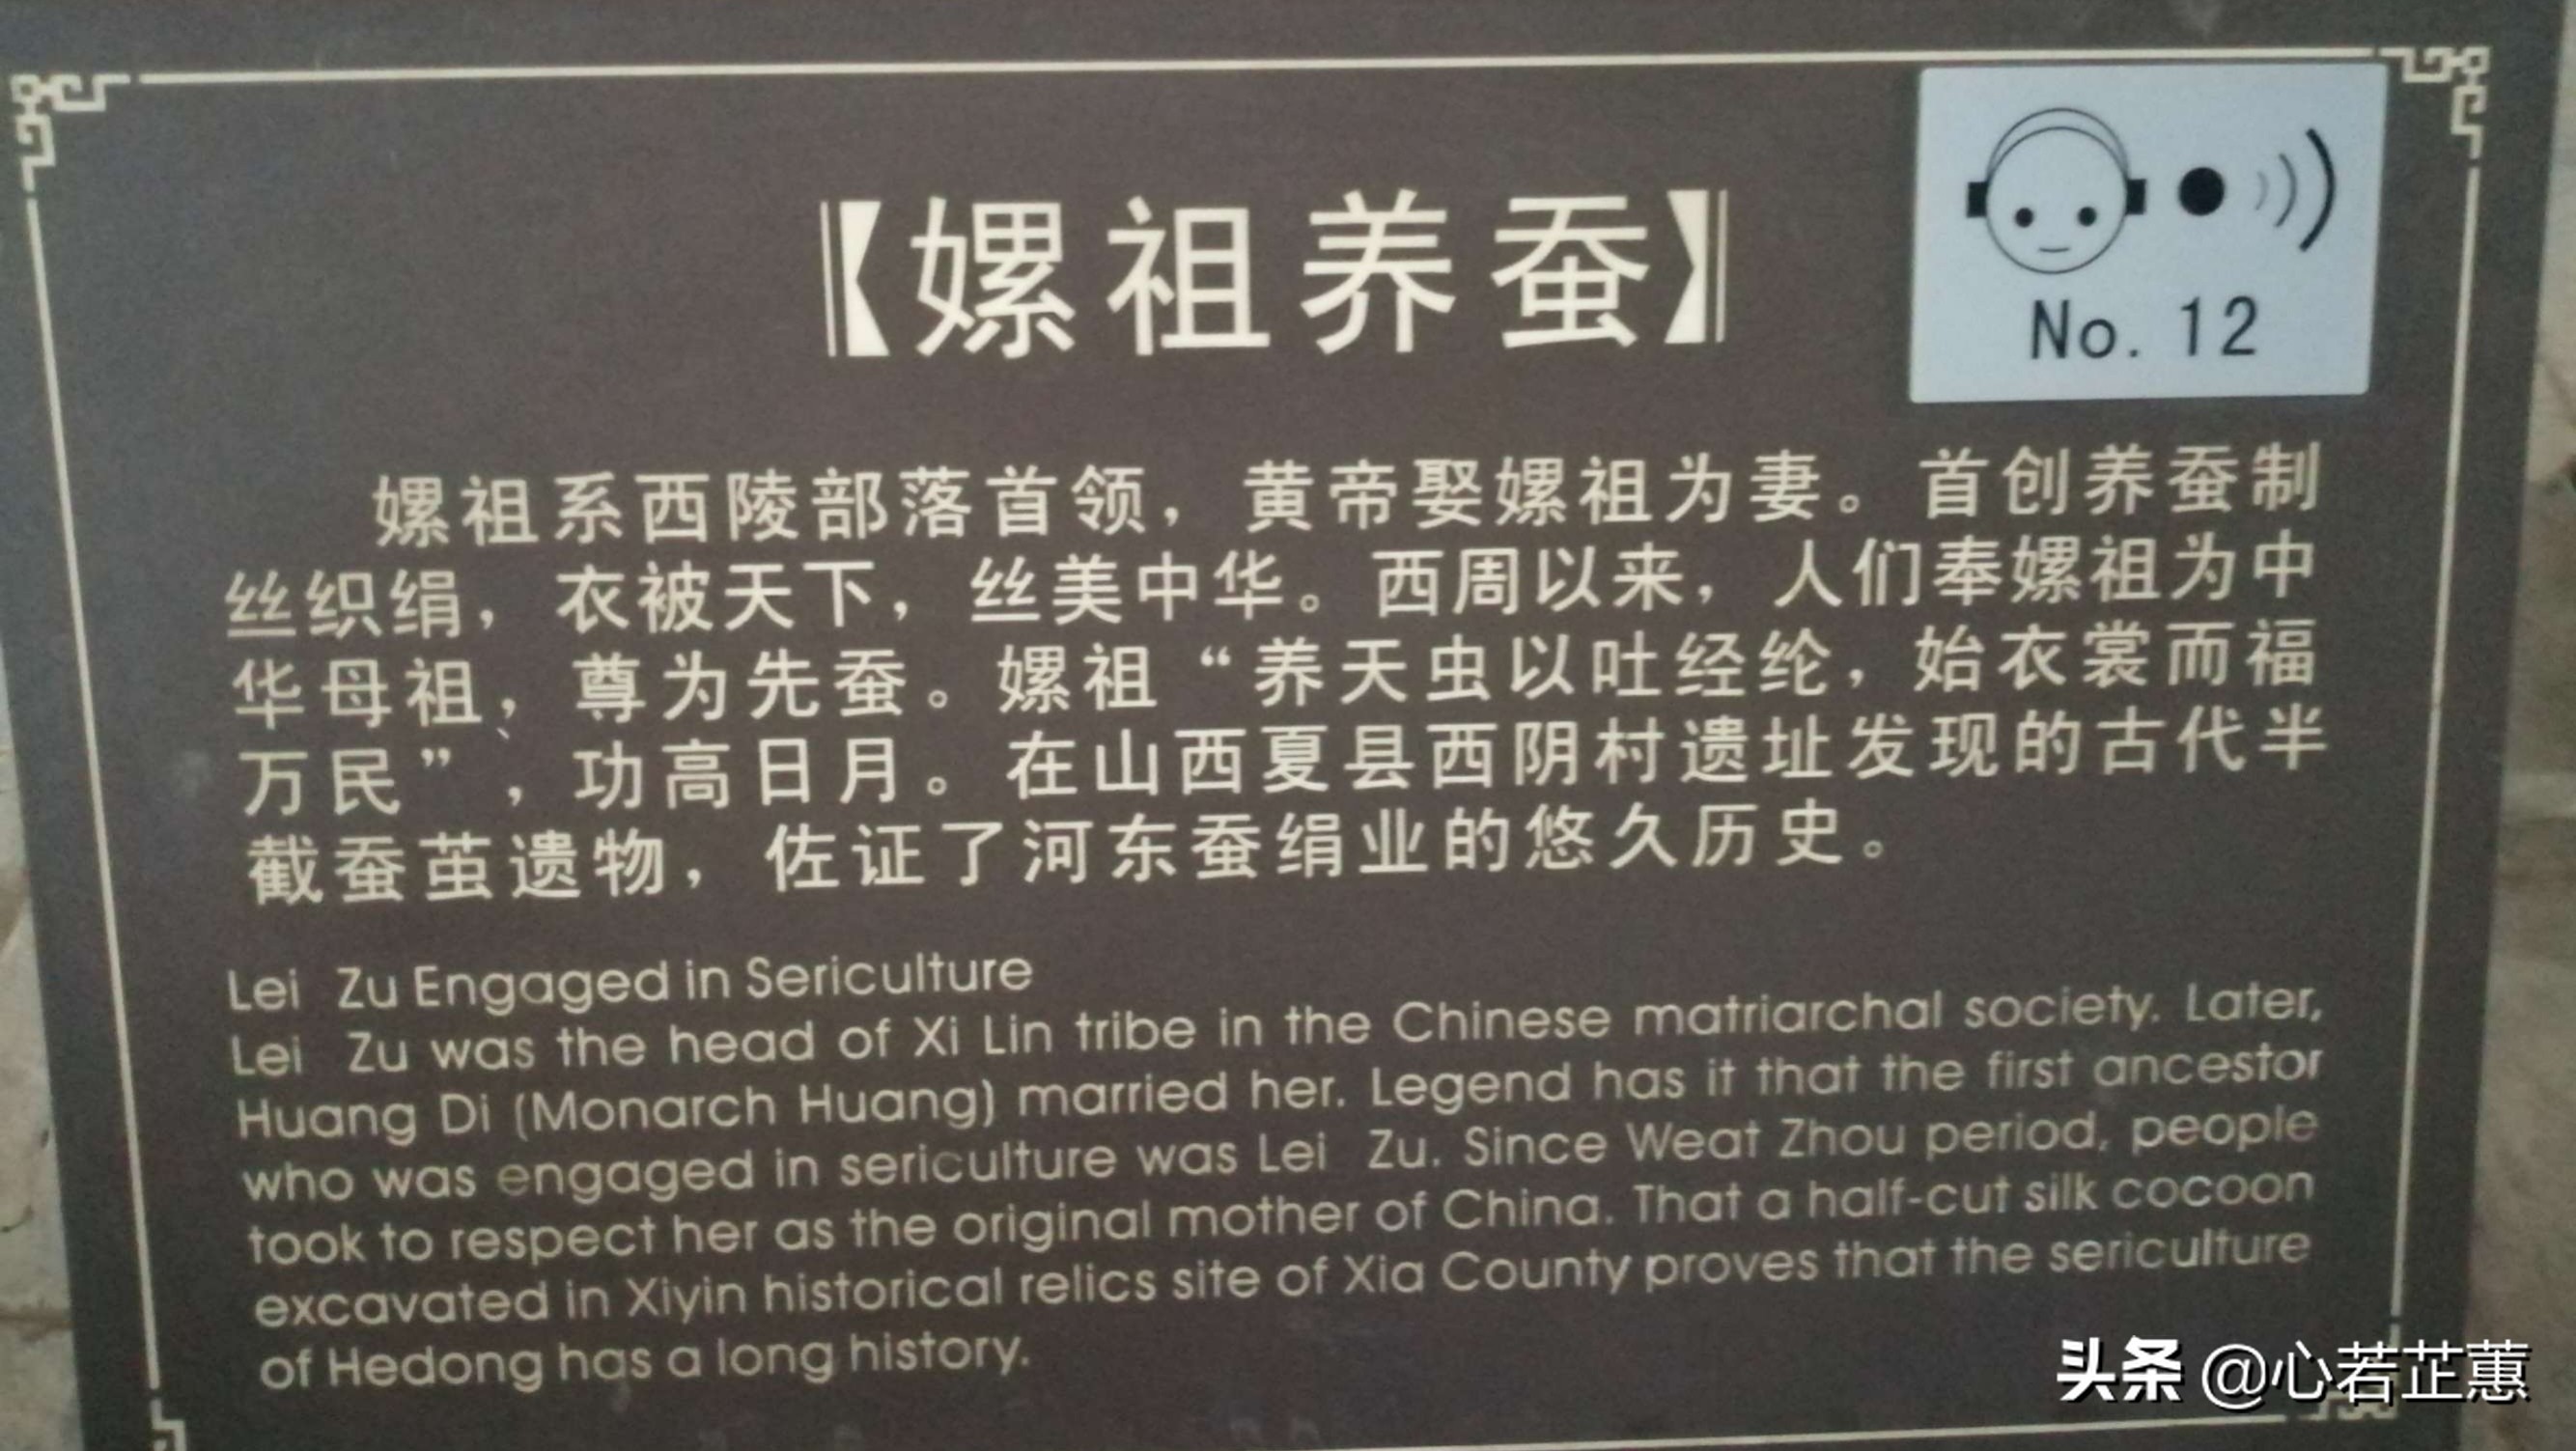 【嫘祖养蚕】
No. 12
嫘祖系西陵部落首领，黄帝娶嫘祖为妻。首创养蚕制
丝织绢，衣被天下，丝美中华。西周以来，人们奉嫘祖为中
华母祖，尊为先蚕。嫘祖“养天虫以吐经纶，始衣裳而福
万民”，功高日月。在山西夏县西阴村遗址发现的古代半
截蚕茧遗物，佐证了河东蚕绢业的悠久历史。
Lei Zu Engaged in Sericulture
Lei Zu was the head of Xi Lin tribe in the Chinese matriarchal society. Later,
Huang Di (Monarch Huang) married her. Legend has it that the first ancestor
who was engaged in sericulture was Lei Zu. Since Weat Zhou period, people
took to respect her as the original mother of China. That a half-cut silk cocoon
excavated in Xiyin historical relics site of Xia County proves that the sericulture
of Hedong has a long history.
头条 @心若芷蕙